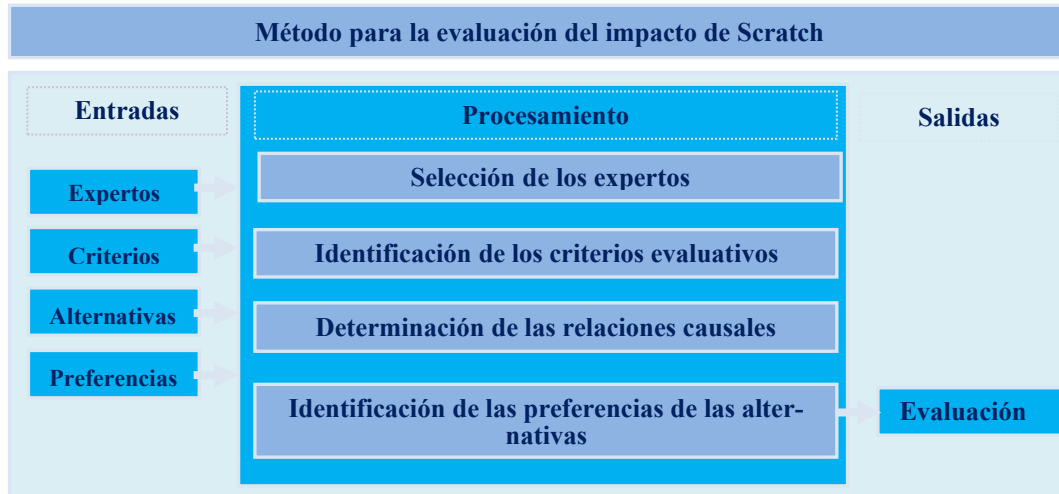 Método para la evaluación del impacto de Scratch
Entradas
Expertos
Criterios
Alternativas
Preferencias
Procesamiento
Selección de los expertos
Identificación de los criterios evaluativos
Determinación de las relaciones causales
Identificación de las preferencias de las alter-
nativas
Salidas
Evaluación